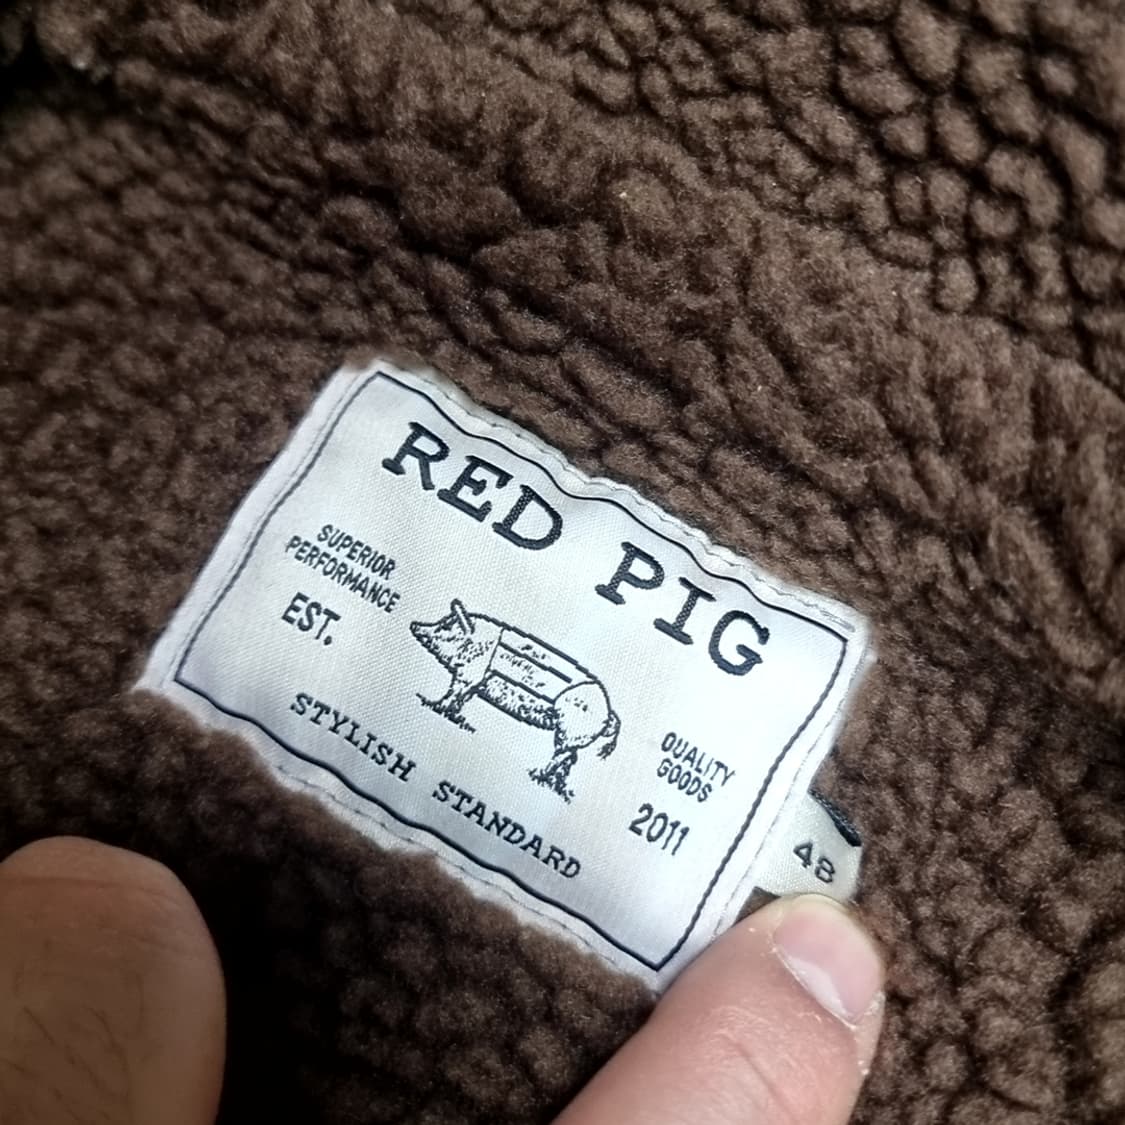 RED PIG
SUPERIOR
PERFORMANCE
EST.
QUALITY
GOODS
2011
STYLISH STANDARD
48